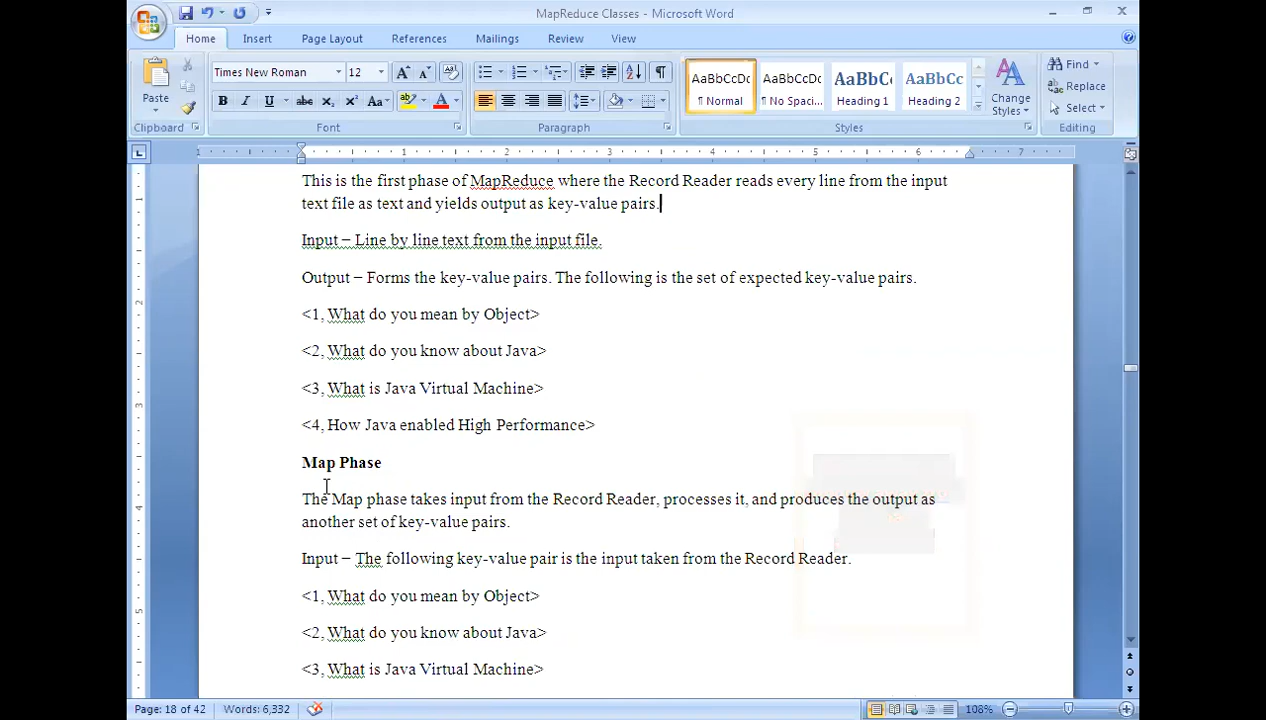 MapReduce Classes - Microsoft Word
Home Insert Page Layout References Mailings Review View
Times New Roman 12
AaBbCcDc AaBbCcDc AaBbC AaBbCc
¶ Normal ¶ No Spaci... Heading 1 Heading 2
Paste
Change Styles
Find
Replace
Select
Clipboard Font Paragraph Styles Editing
1 1 2 3 4 5 6 7
This is the first phase of MapReduce where the Record Reader reads every line from the input
text file as text and yields output as key-value pairs.
Input – Line by line text from the input file.
Output – Forms the key-value pairs. The following is the set of expected key-value pairs.
<1, What do you mean by Object>
<2, What do you know about Java>
<3, What is Java Virtual Machine>
<4, How Java enabled High Performance>
Map Phase
The Map phase takes input from the Record Reader, processes it, and produces the output as
another set of key-value pairs.
Input – The following key-value pair is the input taken from the Record Reader.
<1, What do you mean by Object>
<2, What do you know about Java>
<3, What is Java Virtual Machine>
Page: 18 of 42 Words: 6,332 108%